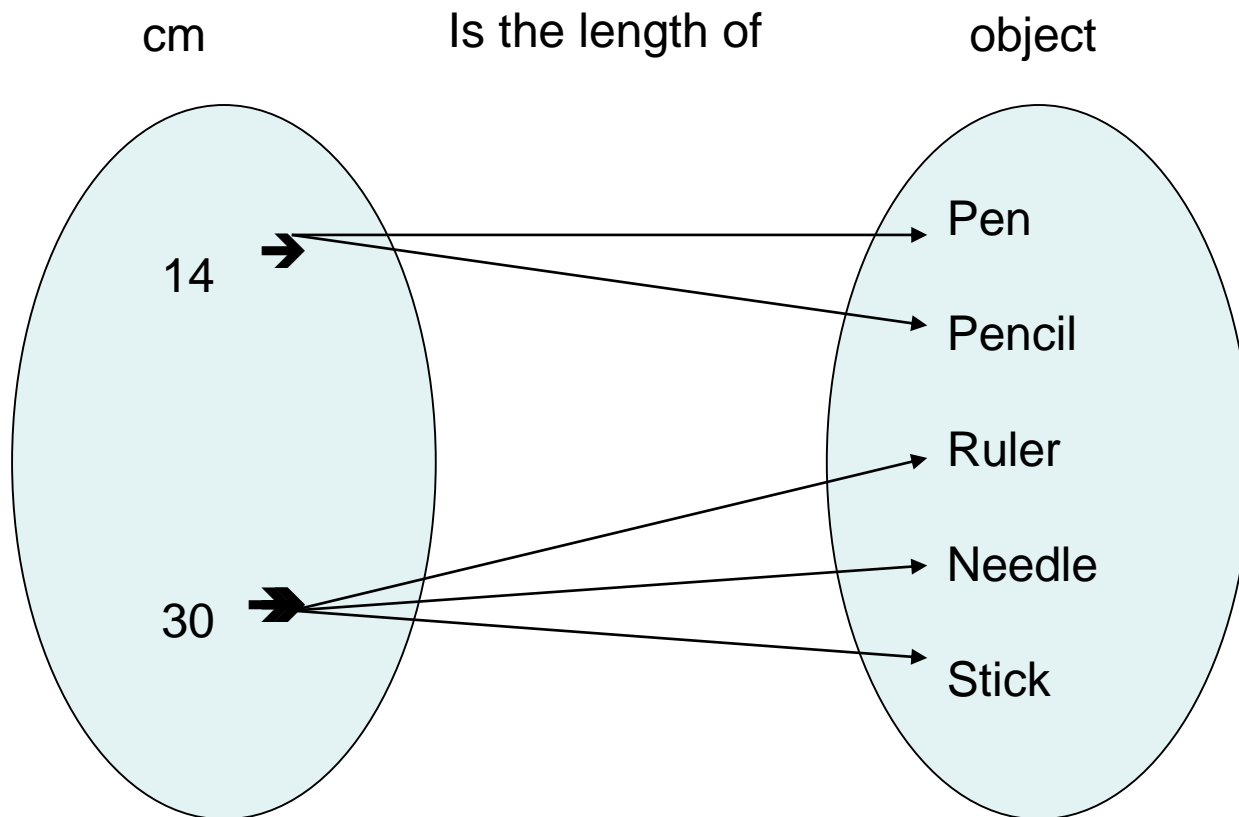 cm Is the length of object
14
30
Pen
Pencil
Ruler
Needle
Stick